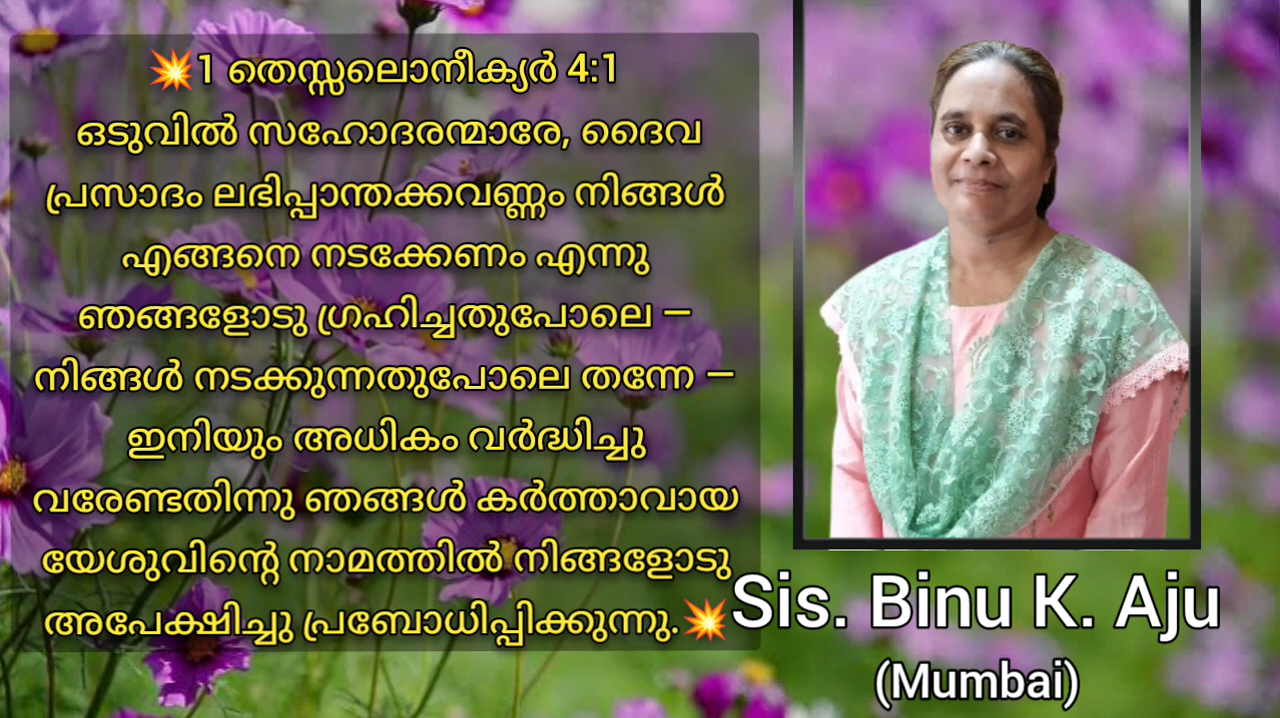 💥1 തെസ്സലൊനീക്യർ 4:1
ഒടുവിൽ സഹോദരന്മാരേ, ദൈവ
പ്രസാദം ലഭിപ്പാന്തക്കവണ്ണം നിങ്ങൾ
എങ്ങനെ നടക്കേണം എന്നു
ഞങ്ങളോടു ഗ്രഹിച്ചതുപോലെ —
നിങ്ങൾ നടക്കുന്നതുപോലെ തന്നേ —
ഇനിയും അധികം വർദ്ധിച്ചു
വരേണ്ടതിന്നു ഞങ്ങൾ കർത്താവായ
യേശുവിന്റെ നാമത്തിൽ നിങ്ങളോടു
അപേക്ഷിച്ചു പ്രബോധിപ്പിക്കുന്നു.💥
Sis. Binu K. Aju
(Mumbai)